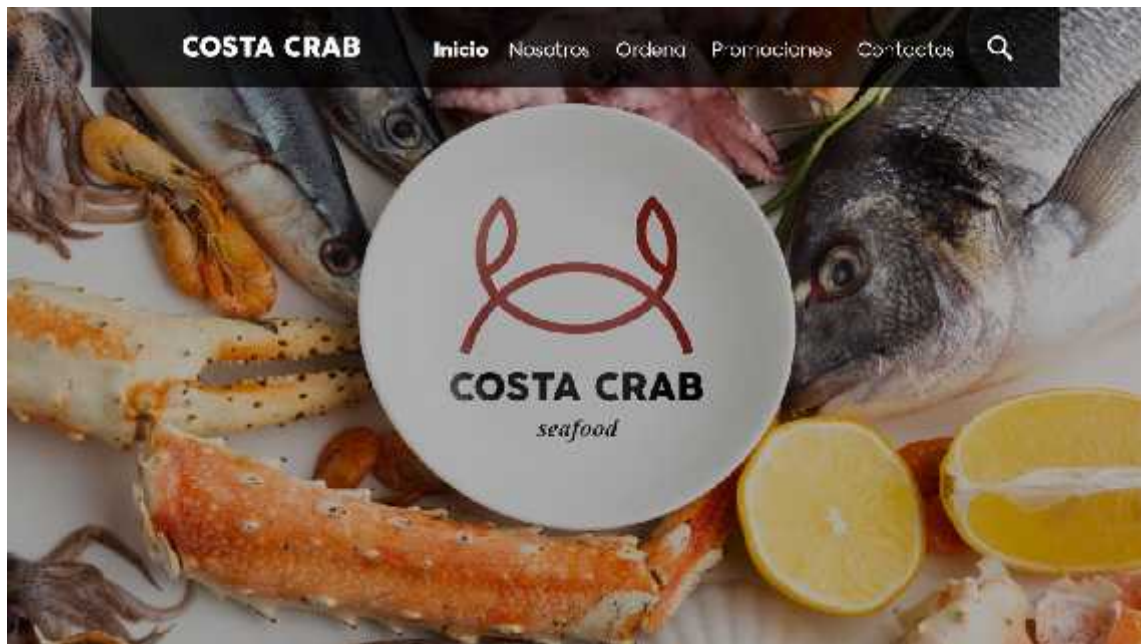 COSTA CRAB Inicio Nosotros Ordena Promociones Contactos
COSTA CRAB
seafood